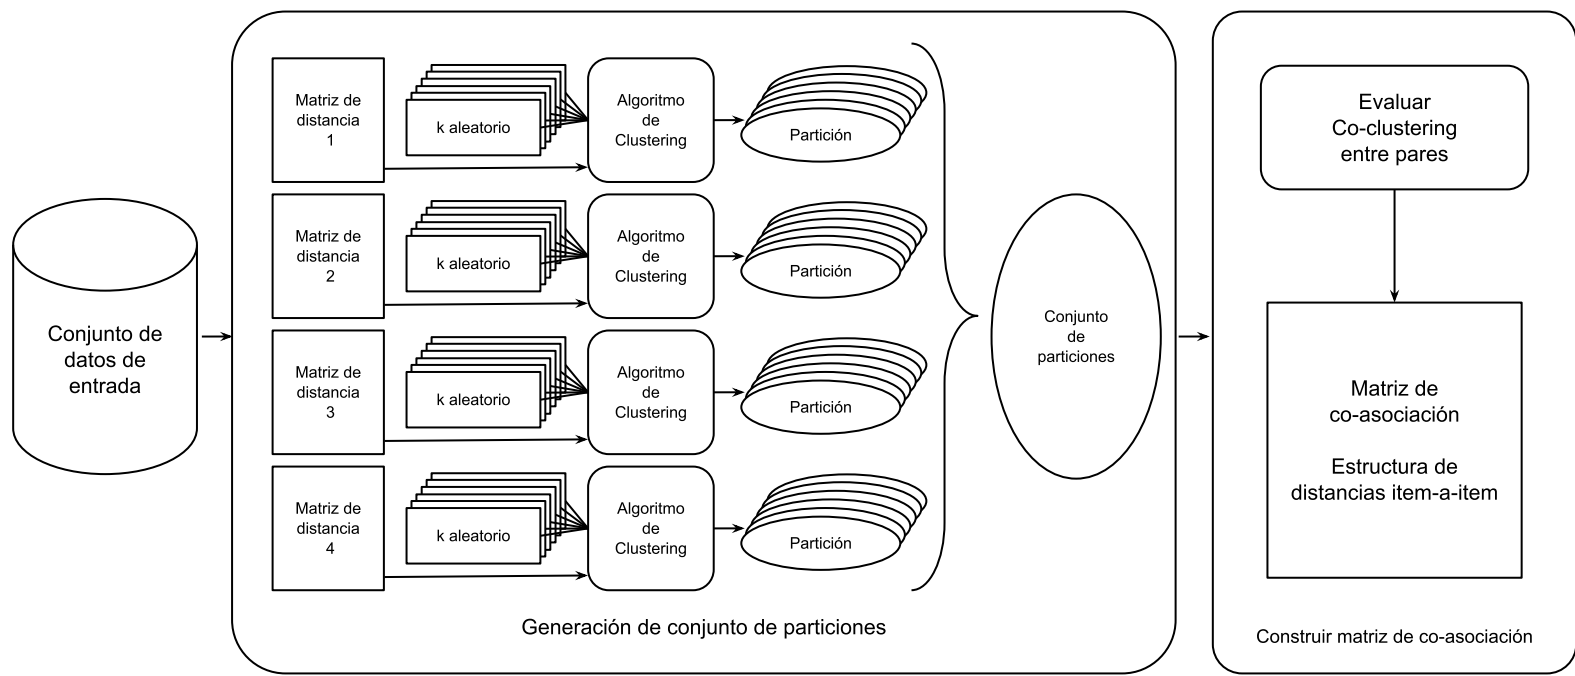 Conjunto de
datos de
entrada
Matriz de
distancia
1
k aleatorio
Algoritmo
de
Clustering
Partición
Matriz de
distancia
2
k aleatorio
Algoritmo
de
Clustering
Partición
Matriz de
distancia
3
k aleatorio
Algoritmo
de
Clustering
Partición
Matriz de
distancia
4
k aleatorio
Algoritmo
de
Clustering
Partición
Conjunto
de
particiones
Generación de conjunto de particiones
Evaluar
Co-clustering
entre pares
Matriz de
co-asociación
Estructura de
distancias item-a-item
Construir matriz de co-asociación